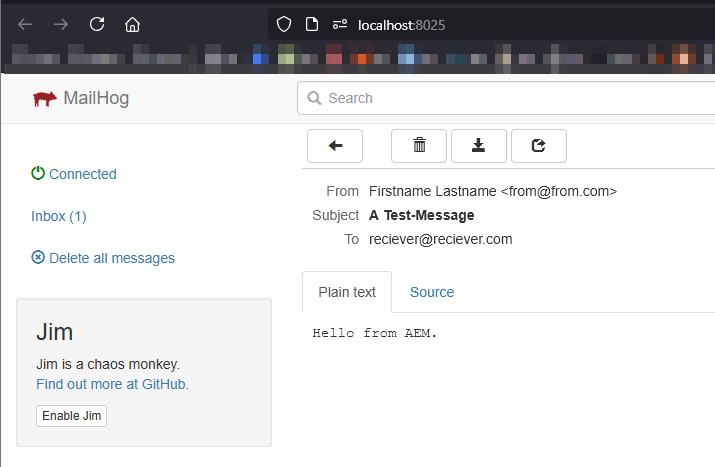 localhost:8025
MailHog
Search
Connected
Inbox (1)
Delete all messages
Jim
Jim is a chaos monkey.
Find out more at GitHub.
Enable Jim
From Firstname Lastname <from@from.com>
Subject A Test-Message
To reciever@reciever.com
Plain text Source
Hello from AEM.